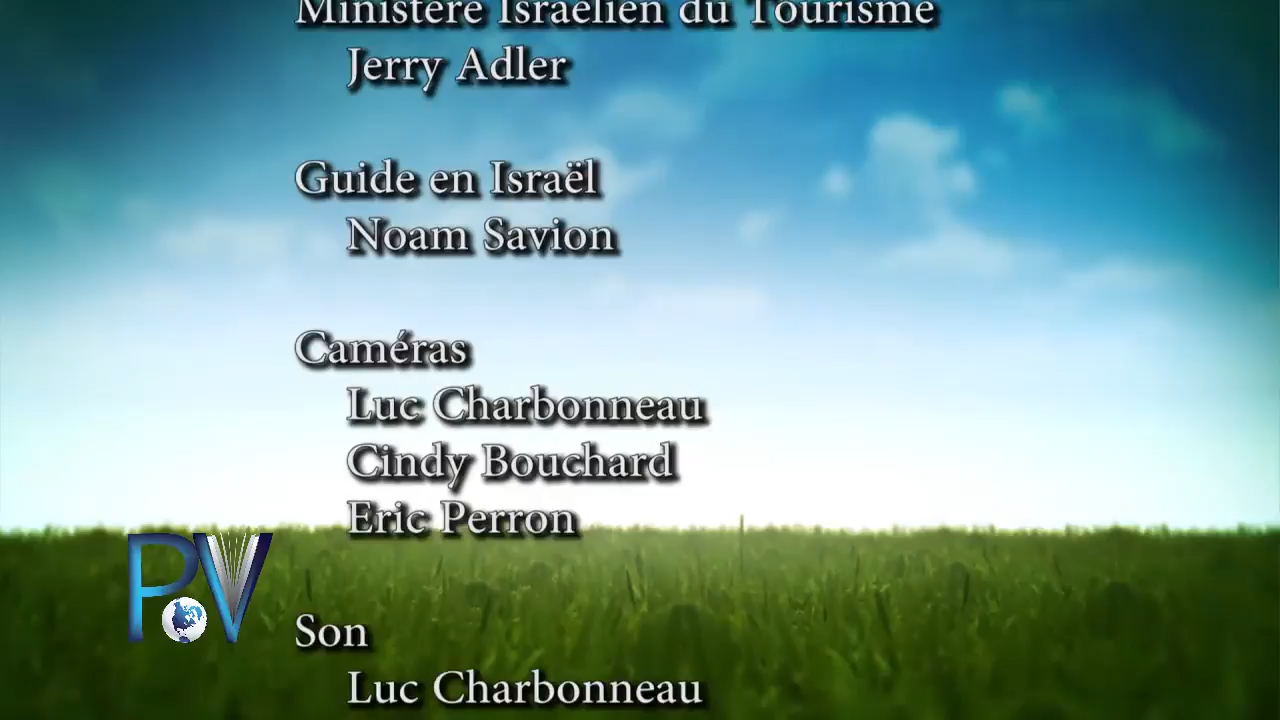 Ministère Israélien du Tourisme
Jerry Adler
Guide en Israël
Noam Savion
Caméras
Luc Charbonneau
Cindy Bouchard
Eric Perron
PV
Son
Luc Charbonneau